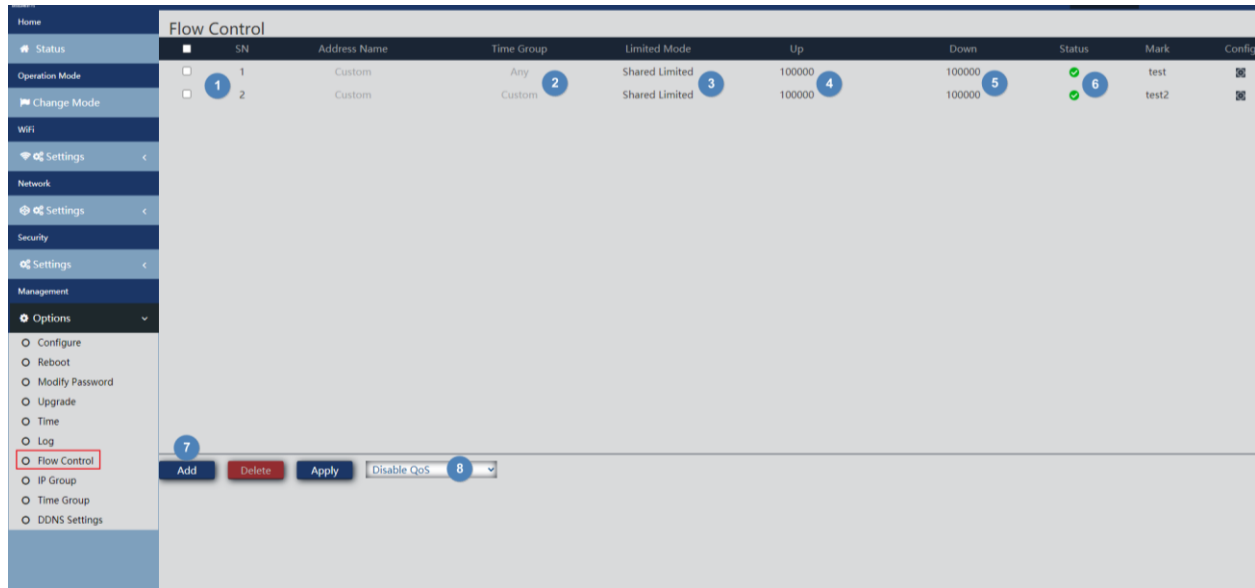 Home
Flow Control
Status
SN Address Name Time Group Limited Mode Up Down Status Mark Config
Operation Mode
1 Custom Any Shared Limited 100000 100000 test
1 2 3 4 5 6
2 Custom Custom Shared Limited 100000 100000 test2
Change Mode
WiFi
Settings
Network
Settings
Security
Settings
Management
Options
Configure
Reboot
Modify Password
Upgrade
Time
Log
7
Flow Control
Add Delete Apply Disable QoS 8
IP Group
Time Group
DDNS Settings